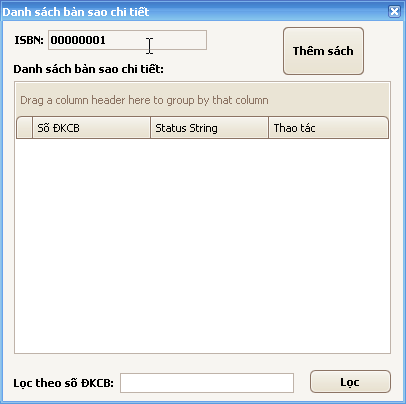 Danh sách bản sao chi tiết
ISBN: 00000001
Thêm sách
Danh sách bản sao chi tiết:
Drag a column header here to group by that column
Số ĐKCB Status String Thao tác
Lọc theo số ĐKCB: Lọc